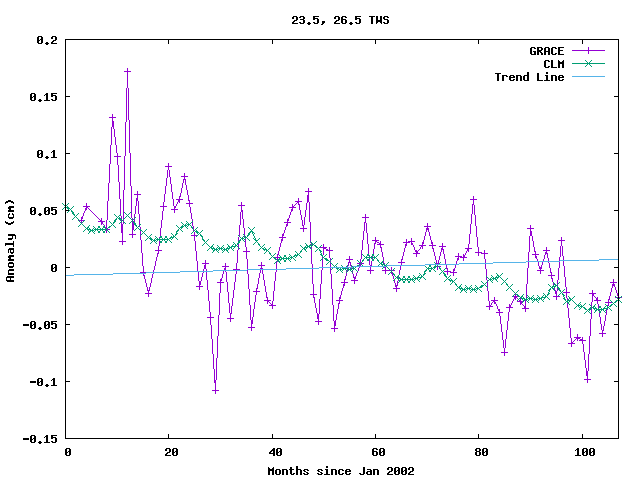 23.5, 26.5 TWS
GRACE
CLM
Trend Line
0.2
0.15
0.1
0.05
0
-0.05
-0.1
-0.15
Anomaly (cm)
0 20 40 60 80 100
Months since Jan 2002